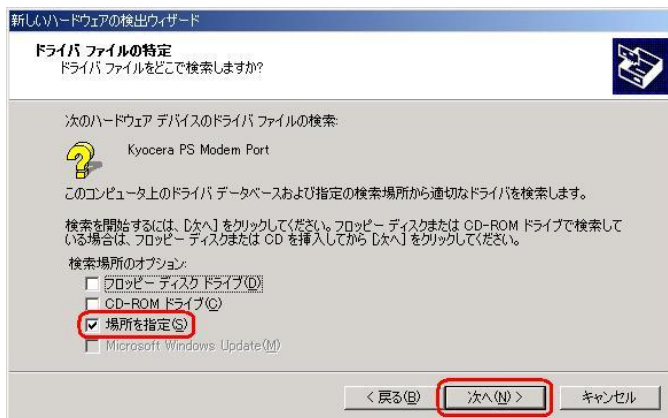 新しいハードウェアの検出ウィザード
ドライバ ファイルの特定
ドライバ ファイルをどこで検索しますか?
次のハードウェア デバイスのドライバ ファイルの検索:
Kyocera PS Modem Port
このコンピュータ上のドライバ データベースおよび指定の検索場所から適切なドライバを検索します。
検索を開始するには、[次へ] をクリックしてください。フロッピー ディスクまたは CD-ROM ドライブで検索して
いる場合は、フロッピー ディスクまたは CD を挿入してから [次へ] をクリックしてください。
検索場所のオプション:
フロッピー ディスク ドライブ(D)
CD-ROM ドライブ(C)
場所を指定(S)
Microsoft Windows Update(M)
< 戻る(B) 次へ(N) > キャンセル